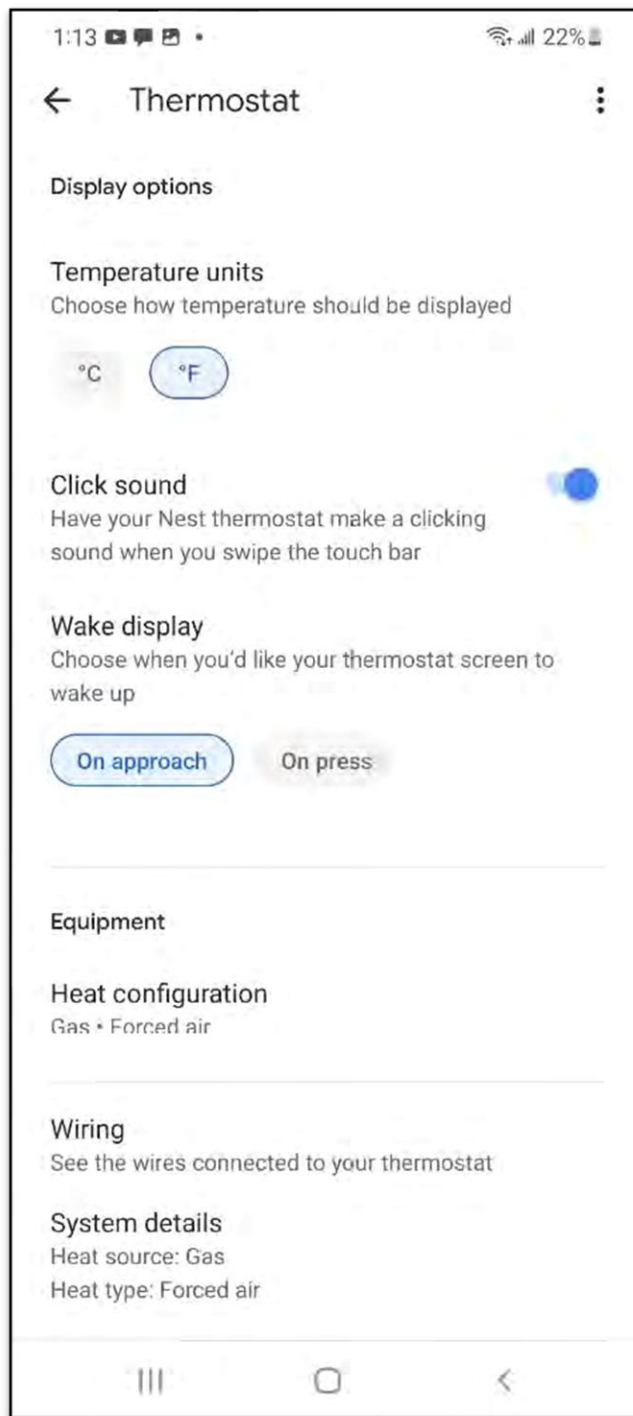 1:13 22%
Thermostat
Display options
Temperature units
Choose how temperature should be displayed
°C °F
Click sound
Have your Nest thermostat make a clicking
sound when you swipe the touch bar
Wake display
Choose when you'd like your thermostat screen to
wake up
On approach On press
Equipment
Heat configuration
Gas • Forced air
Wiring
See the wires connected to your thermostat
System details
Heat source: Gas
Heat type: Forced air